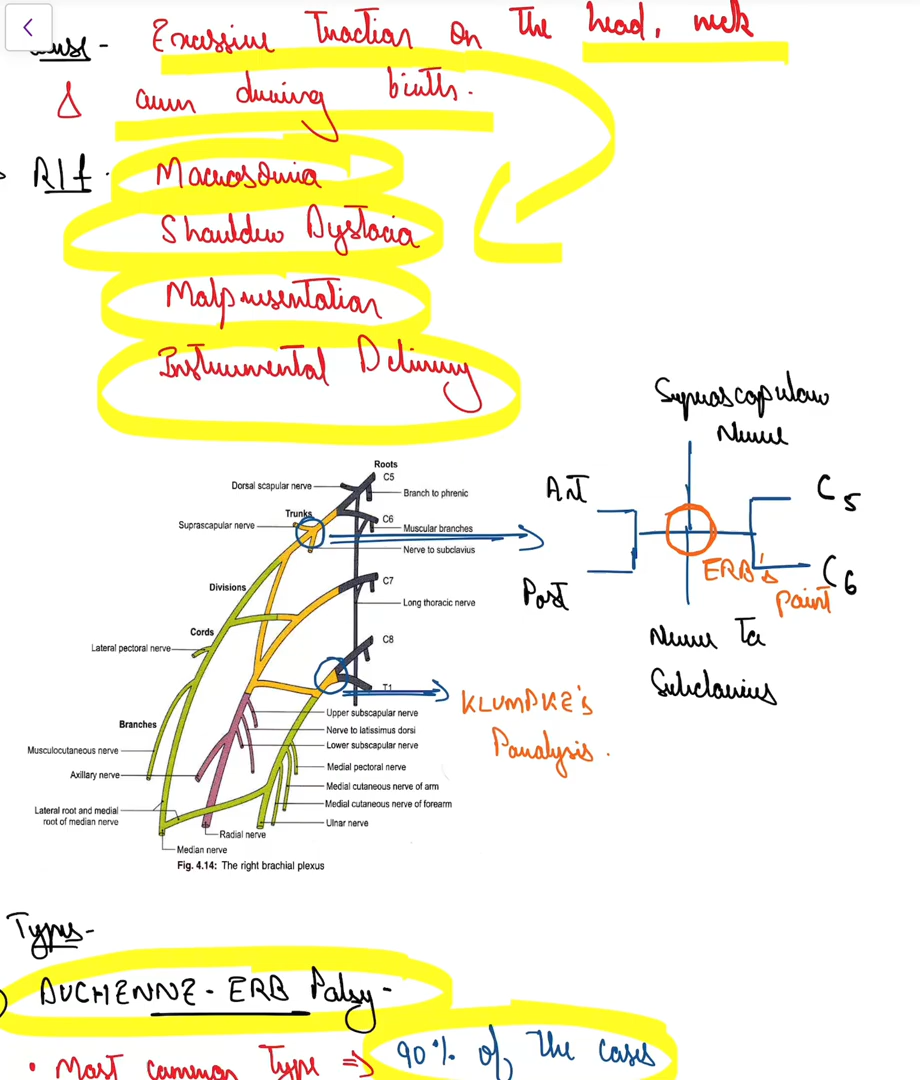 Cause - Excessive Traction on The head, neck
& arm during birth.
R/f - Macrosomia
Shoulder Dystocia
Malpresentation
Instrumental Delivery
Roots
C5
Dorsal scapular nerve
Branch to phrenic
Trunks
C6
Suprascapular nerve
Muscular branches
Nerve to subclavius
C7
Divisions
Long thoracic nerve
Cords
C8
Lateral pectoral nerve
T1
Upper subscapular nerve
Branches
Nerve to latissimus dorsi
Lower subscapular nerve
Musculocutaneous nerve
Medial pectoral nerve
Axillary nerve
Medial cutaneous nerve of arm
Medial cutaneous nerve of forearm
Lateral root and medial
root of median nerve
Ulnar nerve
Radial nerve
Median nerve
Fig. 4.14: The right brachial plexus
Suprascapular
Nerve
ANT
C5
ERB's
point
Post
C6
Nerve To
Subclavius
KLUMPKE's
Paralysis.
Types-
DUCHENNE - ERB Palsy -
• Most common Type ⇒ 90% of the cases